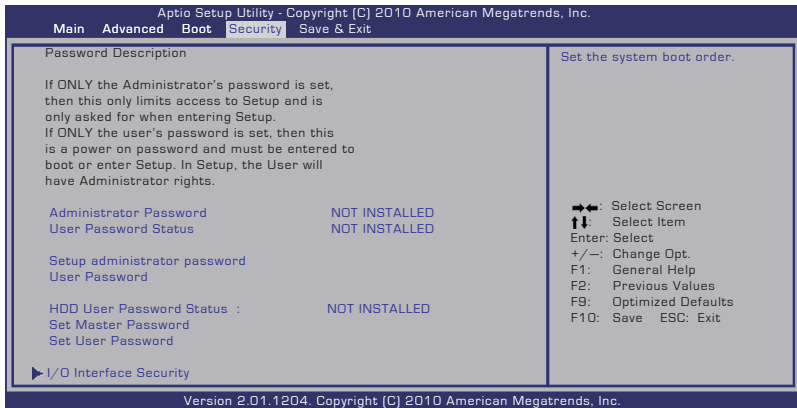 Aptio Setup Utility - Copyright (C) 2010 American Megatrends, Inc.
Main Advanced Boot Security Save & Exit
Password Description
If ONLY the Administrator's password is set,
then this only limits access to Setup and is
only asked for when entering Setup.
If ONLY the user's password is set, then this
is a power on password and must be entered to
boot or enter Setup. In Setup, the User will
have Administrator rights.
Administrator Password NOT INSTALLED
User Password Status NOT INSTALLED
Setup administrator password
User Password
HDD User Password Status : NOT INSTALLED
Set Master Password
Set User Password
I/O Interface Security
Set the system boot order.
→←: Select Screen
↑↓: Select Item
Enter: Select
+/—: Change Opt.
F1: General Help
F2: Previous Values
F9: Optimized Defaults
F10: Save ESC: Exit
Version 2.01.1204. Copyright (C) 2010 American Megatrends, Inc.